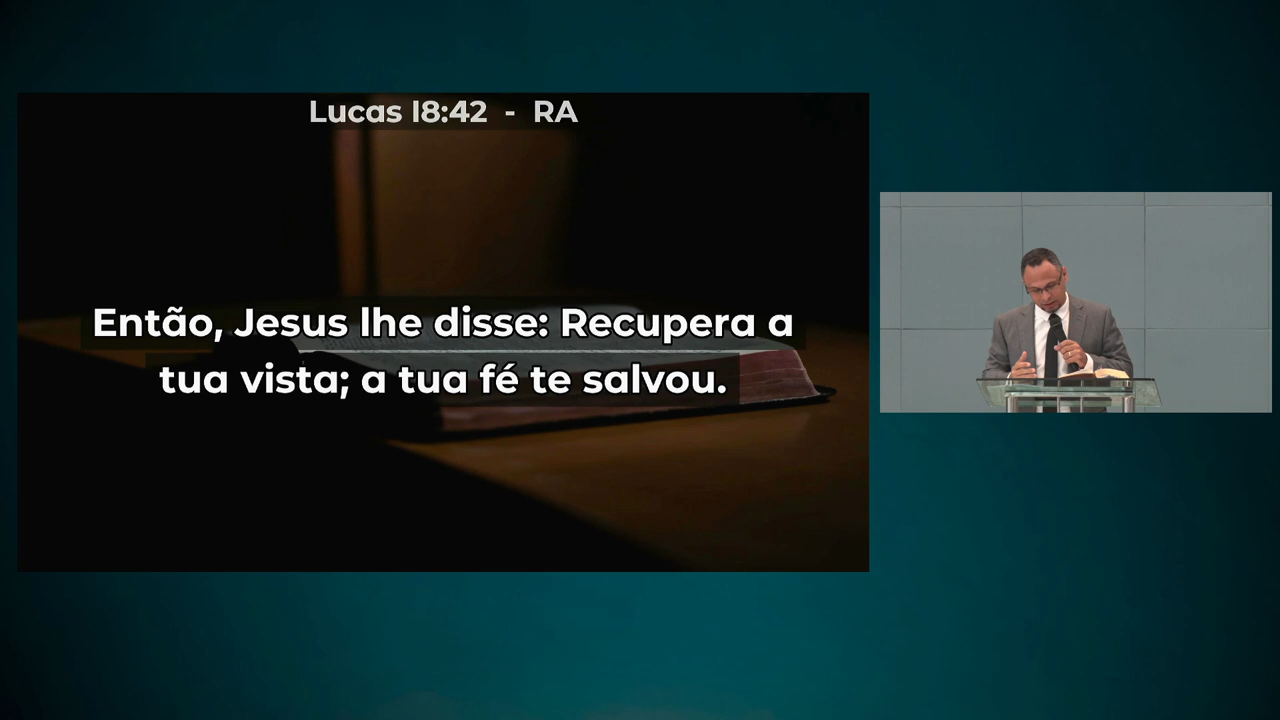 Lucas 18:42 - RA
Então, Jesus lhe disse: Recupera a
tua vista; a tua fé te salvou.